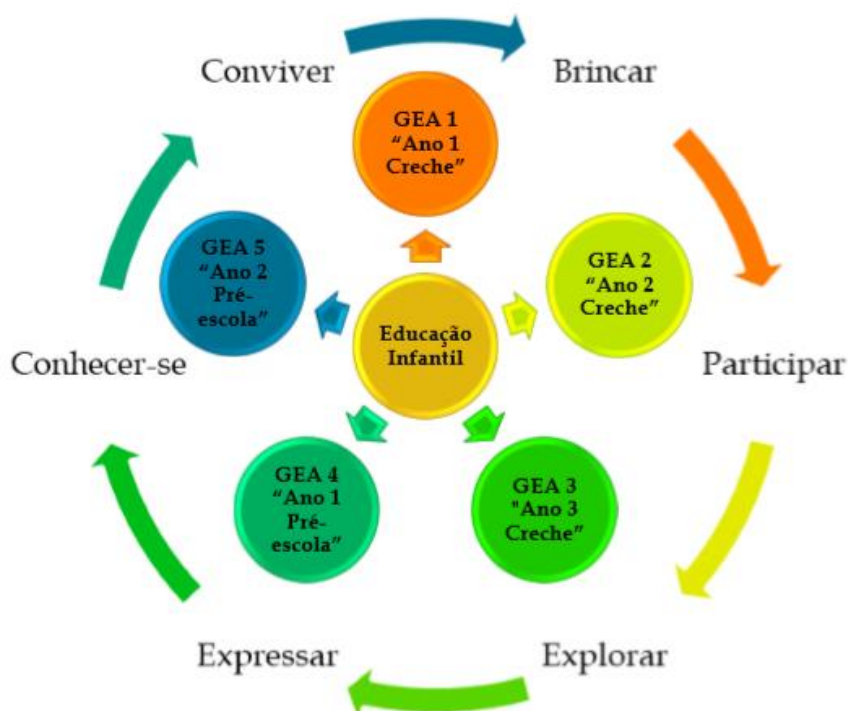 Conviver
Brincar
GEA 1
“Ano 1
Creche”
GEA 5
“Ano 2
Pré-
escola”
GEA 2
“Ano 2
Creche”
Educação
Infantil
Conhecer-se
Participar
GEA 4
“Ano 1
Pré-
escola”
GEA 3
"Ano 3
Creche”
Expressar
Explorar